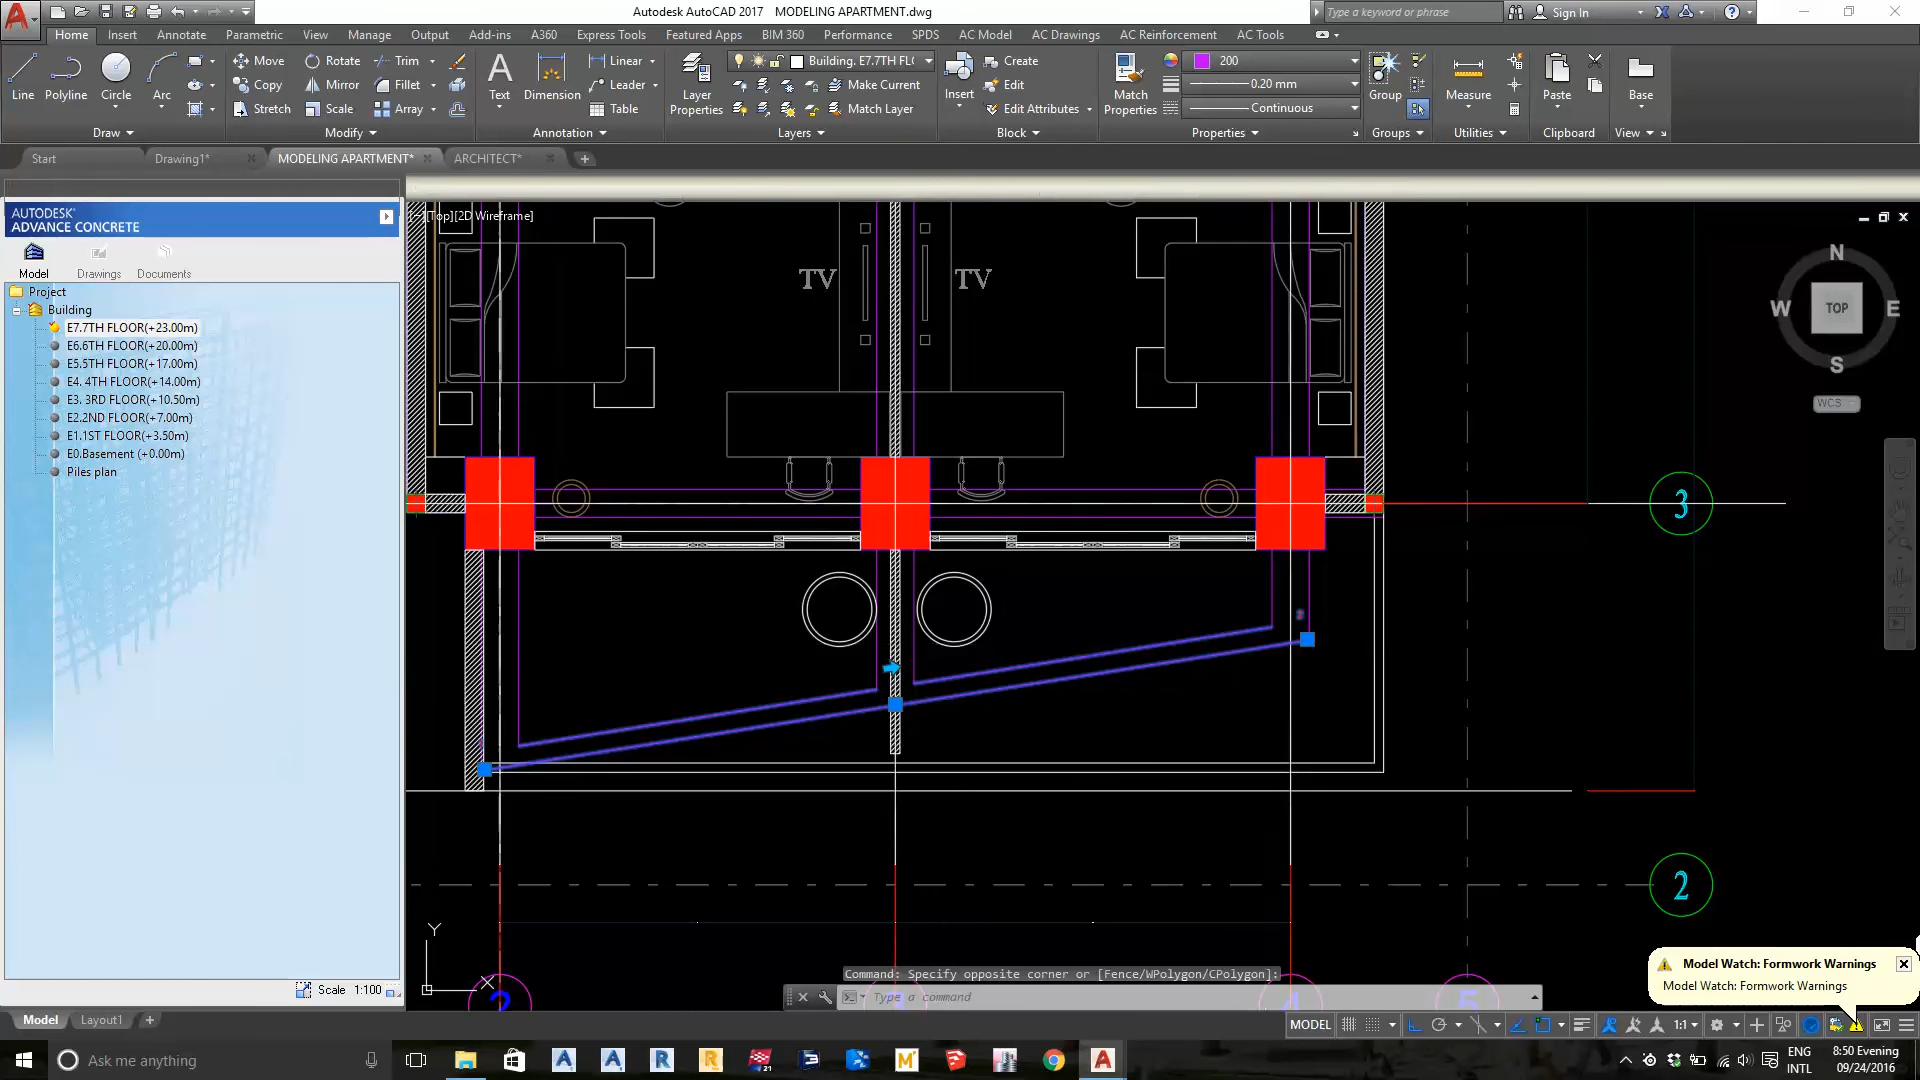 Autodesk AutoCAD 2017 MODELING APARTMENT.dwg
Type a keyword or phrase
Sign In
Home Insert Annotate Parametric View Manage Output Add-ins A360 Express Tools Featured Apps BIM 360 Performance SPDS AC Model AC Drawings AC Reinforcement AC Tools
Line Polyline Circle Arc
Draw
Move Rotate Trim
Copy Mirror Fillet
Stretch Scale Array
Modify
Text Dimension
Linear
Leader
Table
Annotation
Layer
Properties
Building. E7.7TH FLC
Make Current
Match Layer
Layers
Insert
Create
Edit
Edit Attributes
Block
Match
Properties
200
0.20 mm
Continuous
Properties
Group
Groups
Measure
Utilities
Paste
Clipboard
Base
View
Start Drawing1* MODELING APARTMENT* ARCHITECT*
AUTODESK®
ADVANCE CONCRETE
Model Drawings Documents
Project
Building
E7.7TH FLOOR(+23.00m)
E6.6TH FLOOR(+20.00m)
E5.5TH FLOOR(+17.00m)
E4. 4TH FLOOR(+14.00m)
E3. 3RD FLOOR(+10.50m)
E2.2ND FLOOR(+7.00m)
E1.1ST FLOOR(+3.50m)
E0.Basement (+0.00m)
Piles plan
Scale 1:100
[−][Top][2D Wireframe]
TV TV
N
W TOP E
S
WCS
3
2
Y
X
2 4 5
Command: Specify opposite corner or [Fence/WPolygon/CPolygon]:
Type a command
Model Watch: Formwork Warnings
Model Watch: Formwork Warnings
Model Layout1
MODEL
1:1
Ask me anything
21
ENG
INTL
8:50 Evening
09/24/2016